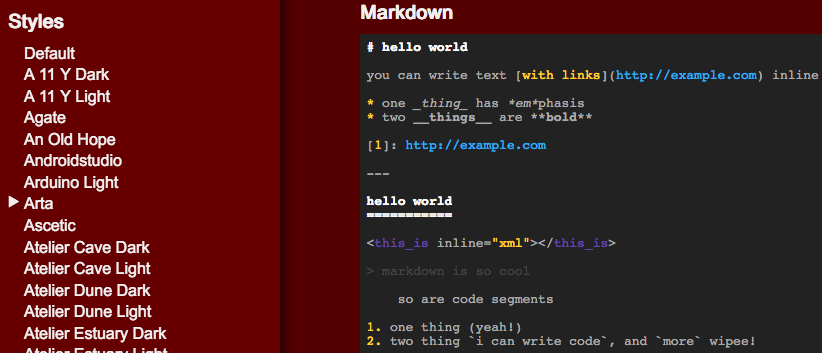 Styles
Default
A 11 Y Dark
A 11 Y Light
Agate
An Old Hope
Androidstudio
Arduino Light
Arta
Ascetic
Atelier Cave Dark
Atelier Cave Light
Atelier Dune Dark
Atelier Dune Light
Atelier Estuary Dark
Atelier Estuary Light
Markdown
# hello world
you can write text [with links](http://example.com) inline
* one _thing_ has *em*phasis
* two __things__ are **bold**
[1]: http://example.com
---
hello world
===========
<this_is inline="xml"></this_is>
> markdown is so cool
so are code segments
1. one thing (yeah!)
2. two thing `i can write code`, and `more` wipee!